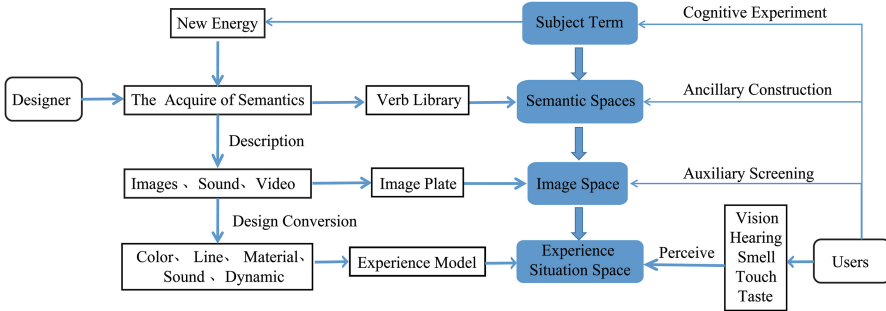 New Energy
Subject Term
Cognitive Experiment
Designer
The Acquire of Semantics
Verb Library
Semantic Spaces
Ancillary Construction
Description
Images、Sound、Video
Image Plate
Image Space
Auxiliary Screening
Design Conversion
Color、Line、Material、
Sound、Dynamic
Experience Model
Experience
Situation Space
Perceive
Vision
Hearing
Smell
Touch
Taste
Users